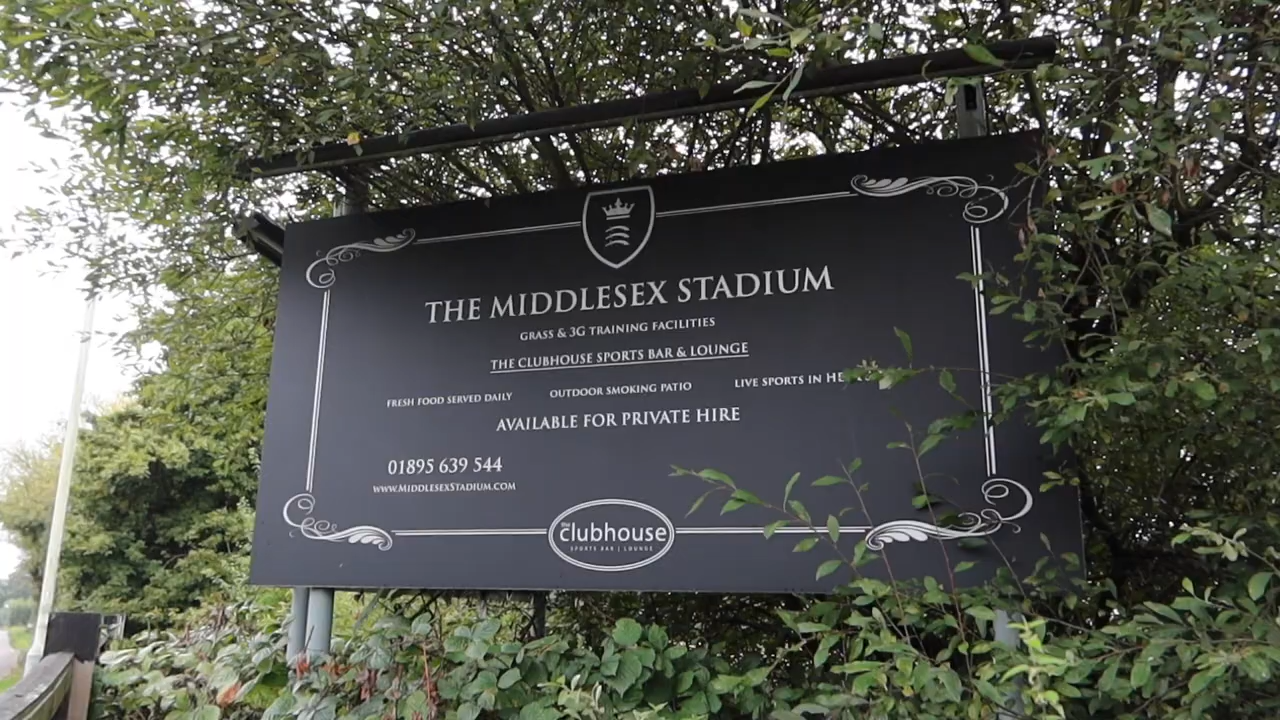 THE MIDDLESEX STADIUM
GRASS & 3G TRAINING FACILITIES
THE CLUBHOUSE SPORTS BAR & LOUNGE
FRESH FOOD SERVED DAILY OUTDOOR SMOKING PATIO LIVE SPORTS IN
AVAILABLE FOR PRIVATE HIRE
01895 639 544
WWW.MIDDLESEXSTADIUM.COM
the clubhouse
SPORTS BAR | LOUNGE